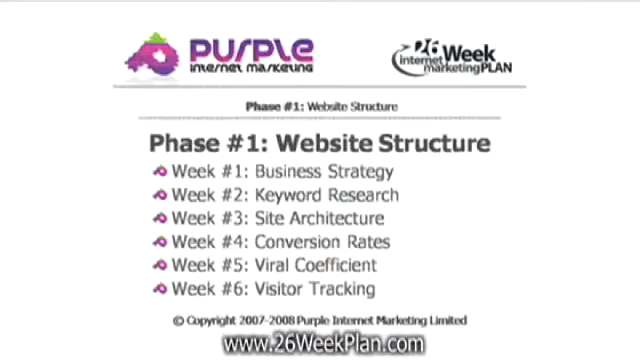 PURPLE
internet marketing
26 Week
internet
marketingPLAN
Phase #1: Website Structure
Phase #1: Website Structure
Week #1: Business Strategy
Week #2: Keyword Research
Week #3: Site Architecture
Week #4: Conversion Rates
Week #5: Viral Coefficient
Week #6: Visitor Tracking
© Copyright 2007-2008 Purple Internet Marketing Limited
www.26WeekPlan.com